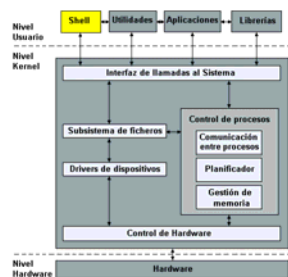 Nivel
Usuario
Shell
Utilidades
Aplicaciones
Librerías
Nivel
Kernel
Interfaz de llamadas al Sistema
Subsistema de ficheros
Drivers de dispositivos
Control de procesos
Comunicación
entre procesos
Planificador
Gestión de
memoria
Control de Hardware
Nivel
Hardware
Hardware